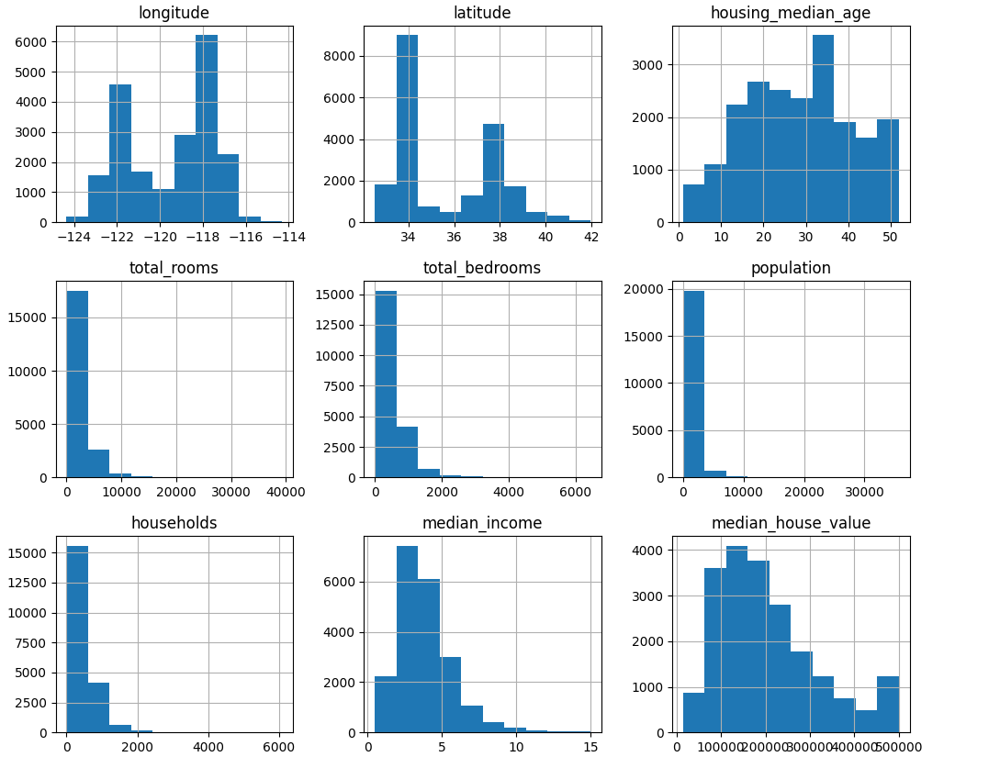 longitude
latitude
housing_median_age
6000
5000
4000
3000
2000
1000
0
−124 −122 −120 −118 −116 −114
8000
6000
4000
2000
0
34 36 38 40 42
3000
2000
1000
0
0 10 20 30 40 50
total_rooms
total_bedrooms
population
15000
10000
5000
0
0 10000 20000 30000 40000
15000
12500
10000
7500
5000
2500
0
0 2000 4000 6000
20000
15000
10000
5000
0
0 10000 20000 30000
households
median_income
median_house_value
15000
12500
10000
7500
5000
2500
0
0 2000 4000 6000
6000
4000
2000
0
0 5 10 15
4000
3000
2000
1000
0
0 100000 200000 300000 400000 500000